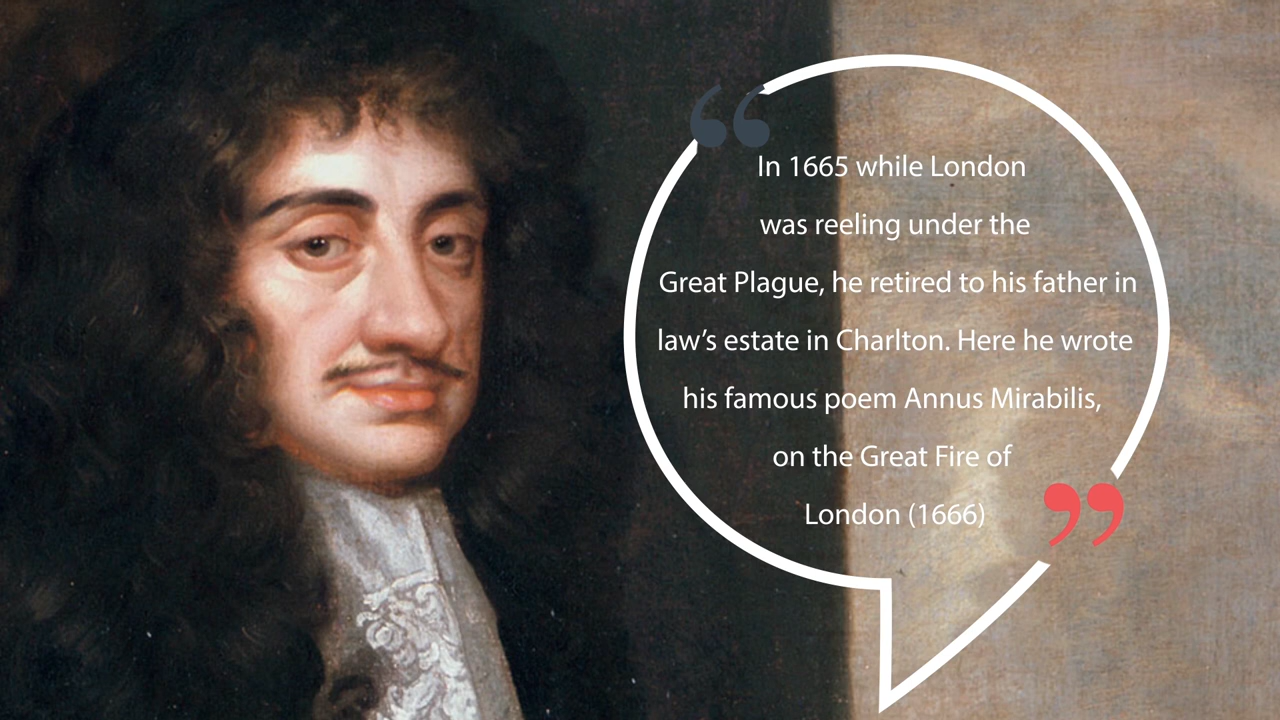 In 1665 while London
was reeling under the
Great Plague, he retired to his father in
law’s estate in Charlton. Here he wrote
his famous poem Annus Mirabilis,
on the Great Fire of
London (1666)